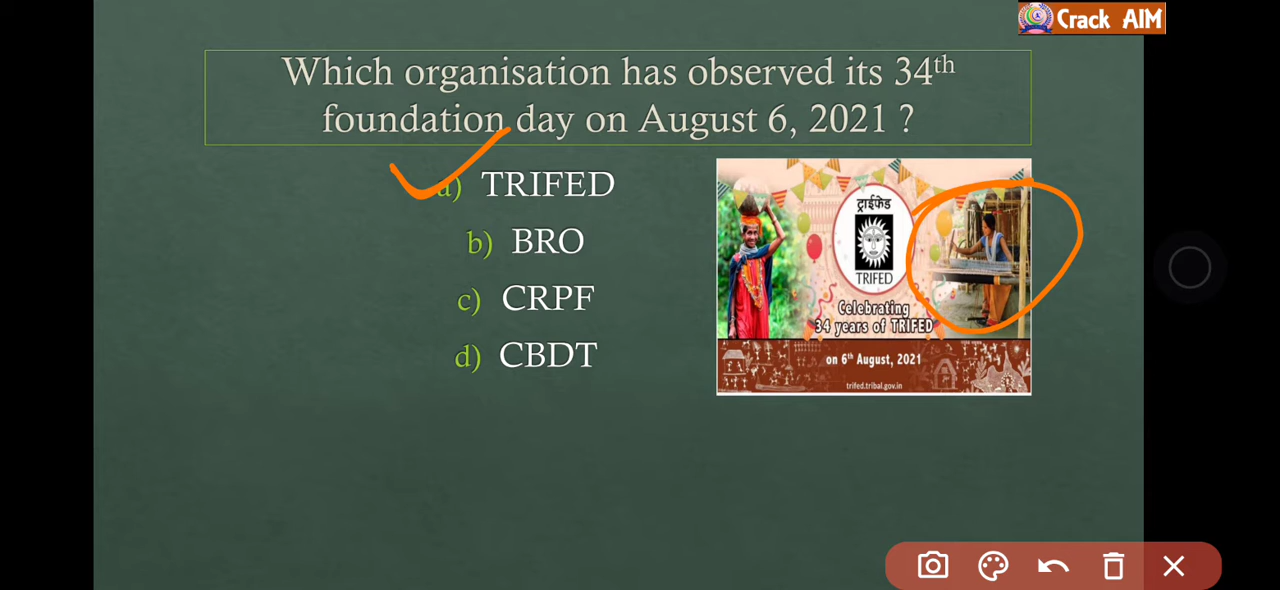 Crack AIM
Which organisation has observed its 34th
foundation day on August 6, 2021 ?
a) TRIFED
b) BRO
c) CRPF
d) CBDT
ट्राईफेड
TRIFED
Celebrating
34 years of TRIFED
on 6th August, 2021
trifed.tribal.gov.in